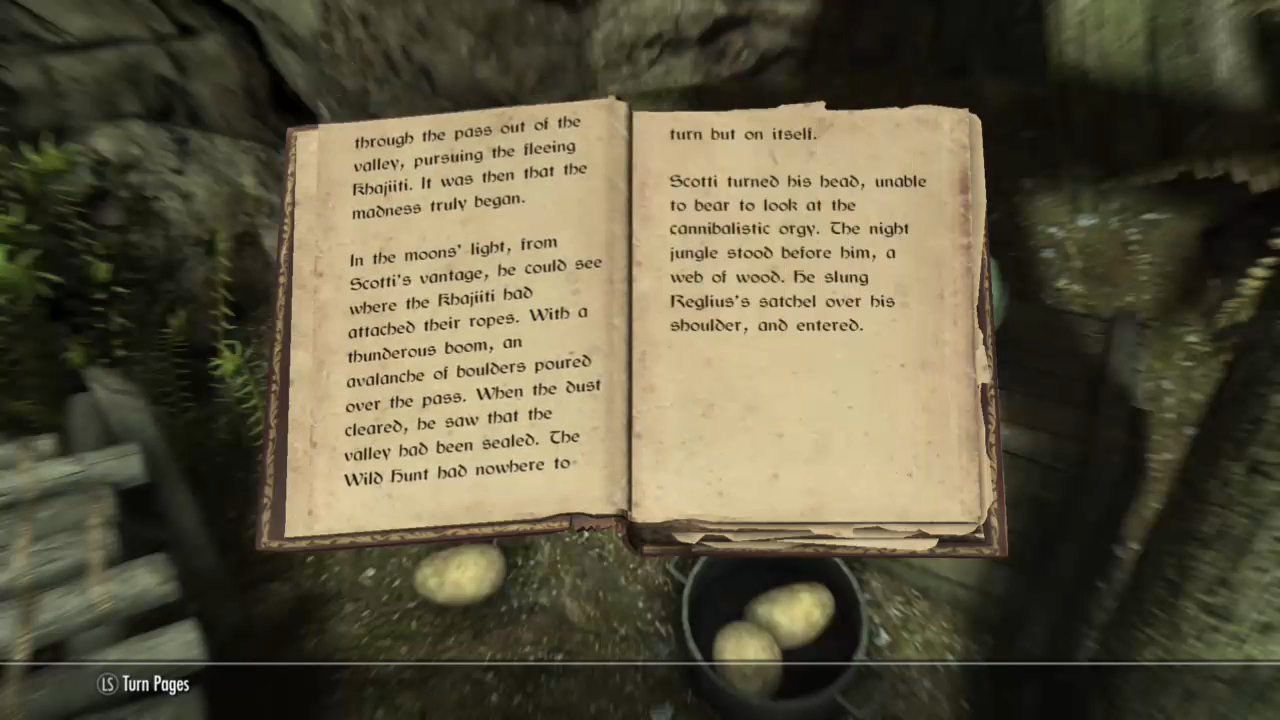 through the pass out of the
valley, pursuing the fleeing
Khajiiti. It was then that the
madness truly began.
In the moons' light, from
Scotti's vantage, he could see
where the Khajiiti had
attached their ropes. With a
thunderous boom, an
avalanche of boulders poured
over the pass. When the dust
cleared, he saw that the
valley had been sealed. The
Wild Hunt had nowhere to
turn but on itself.
Scotti turned his head, unable
to bear to look at the
cannibalistic orgy. The night
jungle stood before him, a
web of wood. He slung
Reglius's satchel over his
shoulder, and entered.
LS Turn Pages